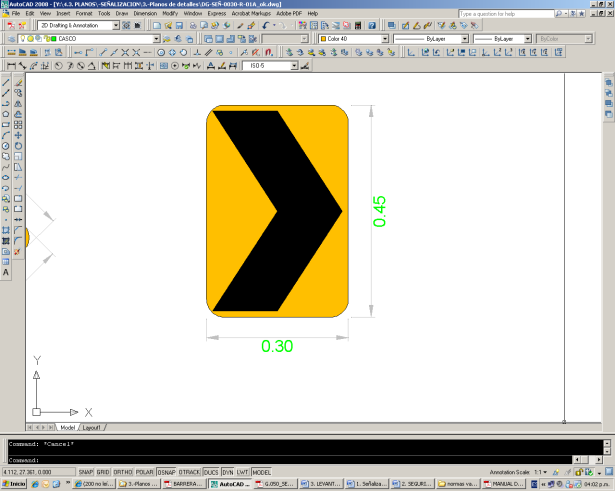 AutoCAD 2008 - [Y:\4.3. PLANOS\-SEÑALIZACION\3.-Planos de detalles\DG-SEÑ-0030-R-01A_ok.dwg]
File Edit View Insert Format Tools Draw Dimension Modify Window Express Acrobat Markups Adobe PDF Help
Type a question for help
2D Drafting & Annotation
CASCO
Color 40
ByLayer
ByLayer
ByColor
ISO-5
0.45
0.30
Y
X
Model Layout1
Command: *Cancel*
Command:
4.112, 27.361, 0.000 SNAP GRID ORTHO POLAR OSNAP OTRACK DUCS DYN LWT MODEL
Annotation Scale: 1:1
Inicio
(200 no leí...
3.-Planos ...
BARRERA...
AutoCAD ...
G.050_SE...
3. LEVANT...
1. Señaliza...
2. SEGURI...
normas va...
MANUAL D...
ES
04:02 p.m.